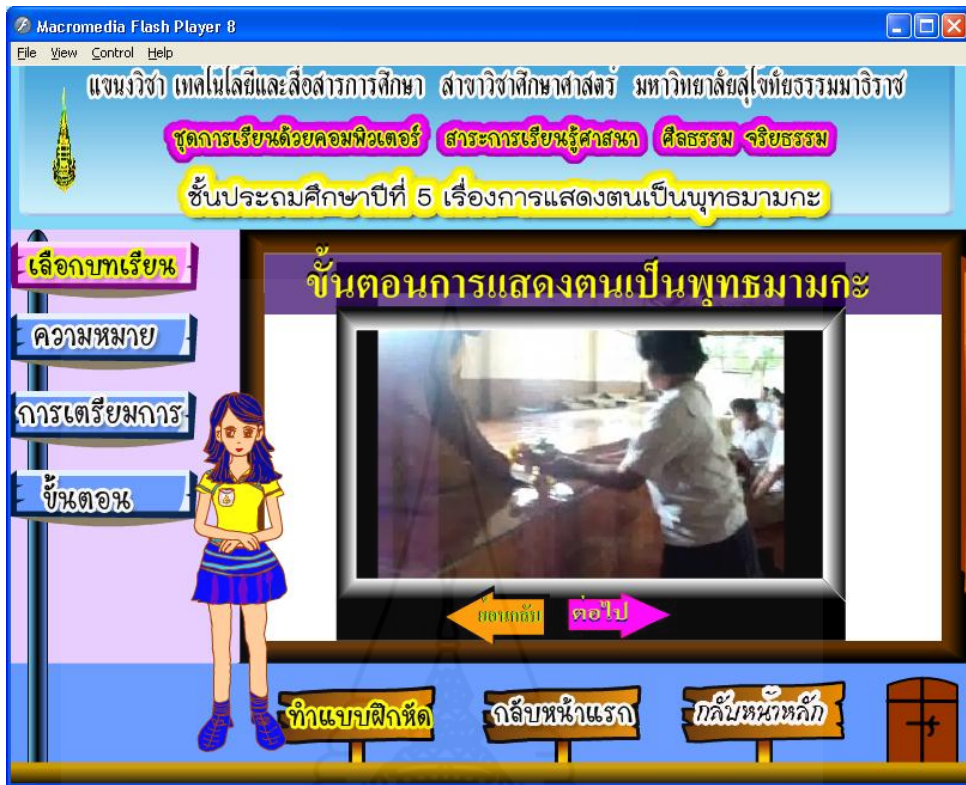 Macromedia Flash Player 8
File View Control Help
แขนงวิชา เทคโนโลยีและสื่อสารการศึกษา สาขาวิชาศึกษาศาสตร์ มหาวิทยาลัยสุโขทัยธรรมมาธิราช
ชุดการเรียนด้วยคอมพิวเตอร์ สาระการเรียนรู้ศาสนา ศีลธรรม จริยธรรม
ชั้นประถมศึกษาปีที่ 5 เรื่องการแสดงตนเป็นพุทธมามกะ
เลือกบทเรียน
ความหมาย
การเตรียมการ
ขั้นตอน
ขั้นตอนการแสดงตนเป็นพุทธมามกะ
ย้อนกลับ ต่อไป
ทำแบบฝึกหัด กลับหน้าแรก กลับหน้าหลัก